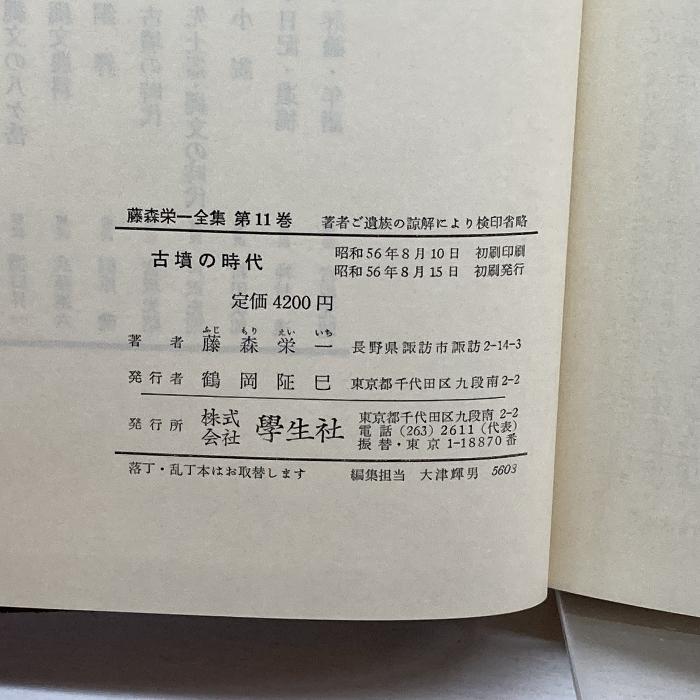 藤森栄一全集 第11巻 著者ご遺族の諒解により検印省略
古墳の時代
昭和56年8月10日 初刷印刷
昭和56年8月15日 初刷発行
定価 4200円
ふじ もり えい いち
著者 藤森栄一 長野県諏訪市諏訪2-14-3
発行者 鶴岡阷巳 東京都千代田区九段南2-2
発行所 株式会社 學生社
東京都千代田区九段南 2-2
電話 (263) 2611 (代表)
振替・東京 1-18870番
落丁・乱丁本はお取替します 編集担当 大津輝男 5603